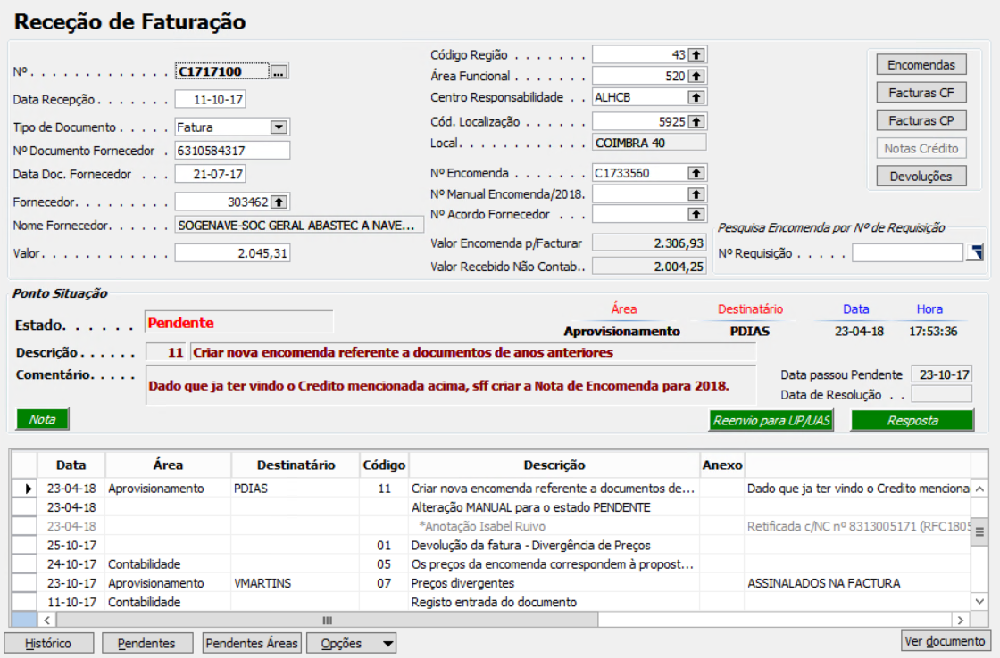 Receção de Faturação
Nº. . . . . . . . . . . . . C1717100 ...
Data Recepção . . . . . . . 11-10-17
Tipo de Documento . . . . . Fatura
Nº Documento Fornecedor . 6310584317
Data Doc. Fornecedor . . . 21-07-17
Fornecedor. . . . . . . . . 303462
Nome Fornecedor. . . . . . SOGENAVE-SOC GERAL ABASTEC A NAVE...
Valor. . . . . . . . . . . . 2.045,31
Código Região . . . . . . . 43
Área Funcional . . . . . . . 520
Centro Responsabilidade . . ALHCB
Cód. Localização . . . . . . 5925
Local. . . . . . . . . . . . COIMBRA 40
Nº Encomenda . . . . . . . C1733560
Nº Manual Encomenda/2018.
Nº Acordo Fornecedor . . .
Valor Encomenda p/Facturar 2.306,93
Valor Recebido Não Contab.. 2.004,25
Encomendas
Facturas CF
Facturas CP
Notas Crédito
Devoluções
Pesquisa Encomenda por Nº de Requisição
Nº Requisição . . . . .
Ponto Situação
Área Destinatário Data Hora
Estado. . . . . . Pendente
Aprovisionamento PDIAS 23-04-18 17:53:36
Descrição . . . . . . 11 Criar nova encomenda referente a documentos de anos anteriores
Comentário. . . . . Dado que ja ter vindo o Credito mencionada acima, sff criar a Nota de Encomenda para 2018.
Data passou Pendente 23-10-17
Data de Resolução . .
Nota Reenvio para UP/UAS Resposta
Data Área Destinatário Código Descrição Anexo
23-04-18 Aprovisionamento PDIAS 11 Criar nova encomenda referente a documentos de... Dado que ja ter vindo o Credito menciona
23-04-18 Alteração MANUAL para o estado PENDENTE
23-04-18 *Anotação Isabel Ruivo Retificada c/NC nº 8313005171 (RFC1805
25-10-17 01 Devolução da fatura - Divergência de Preços
24-10-17 Contabilidade 05 Os preços da encomenda correspondem à propost...
23-10-17 Aprovisionamento VMARTINS 07 Preços divergentes ASSINALADOS NA FACTURA
11-10-17 Contabilidade Registo entrada do documento
Histórico Pendentes Pendentes Áreas Opções Ver documento